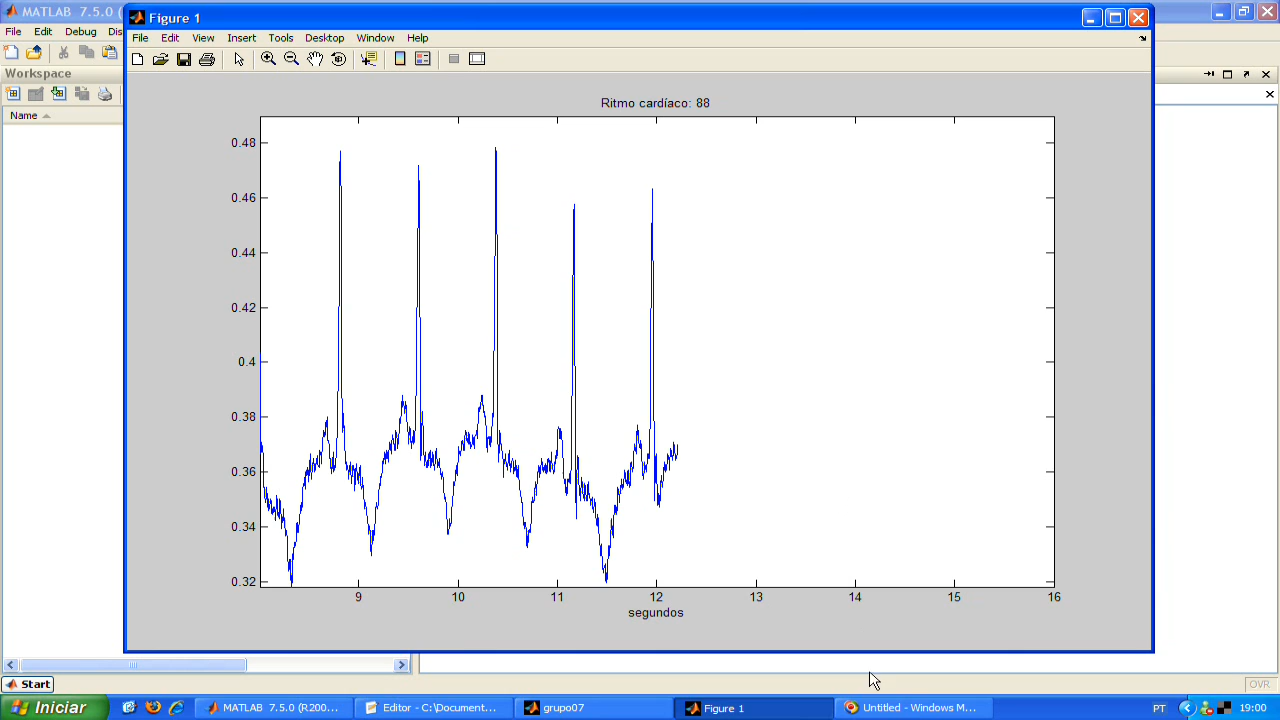 MATLAB 7.5.0 (R
Figure 1
File Edit Debug Des
File Edit View Insert Tools Desktop Window Help
Workspace
Name
Ritmo cardíaco: 88
0.48
0.46
0.44
0.42
0.4
0.38
0.36
0.34
0.32
9 10 11 12 13 14 15 16
segundos
Start
OVR
Iniciar
MATLAB 7.5.0 (R200...
Editor - C:\Document...
grupo07
Figure 1
Untitled - Windows M...
PT
19:00